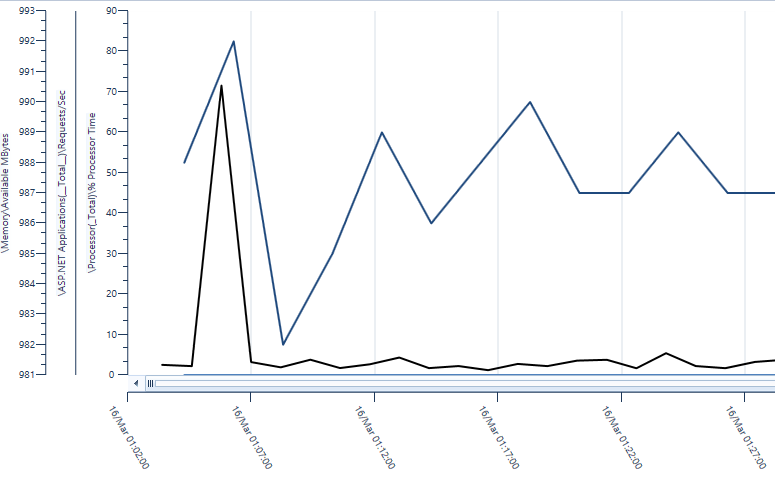 \Memory\Available MBytes
993
992
991
990
989
988
987
986
985
984
983
982
981
\ASP.NET Applications(__Total__)\Requests/Sec
\Processor(_Total)\% Processor Time
90
80
70
60
50
40
30
20
10
0
16/Mar 01:02:00
16/Mar 01:07:00
16/Mar 01:12:00
16/Mar 01:17:00
16/Mar 01:22:00
16/Mar 01:27:00